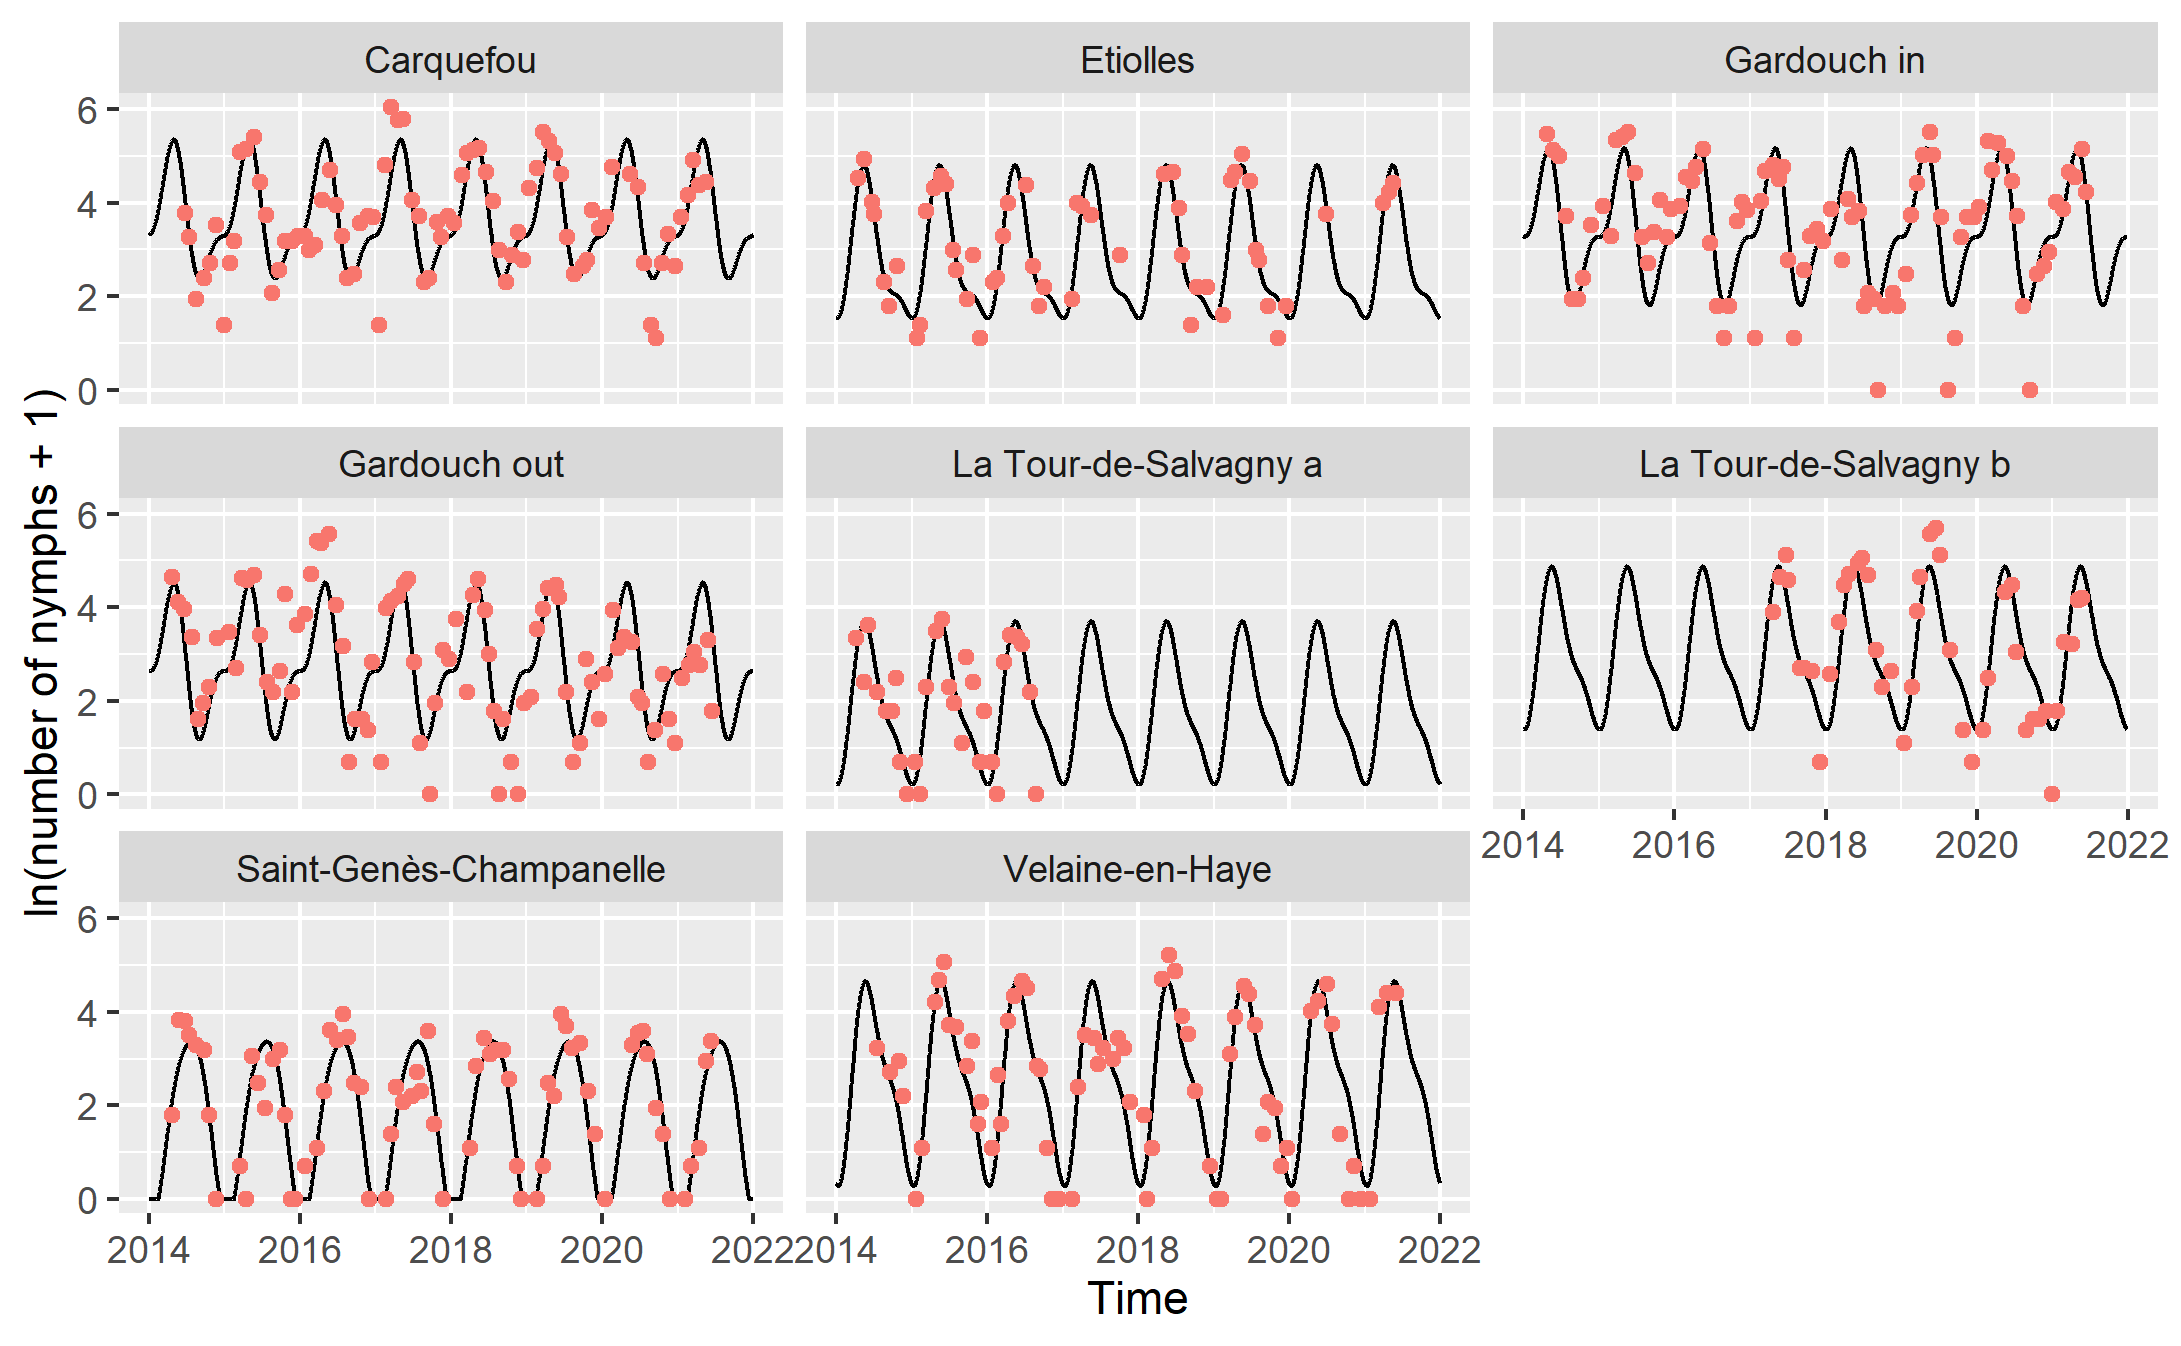 Carquefou
Etiolles
Gardouch in
6
4
2
0
Gardouch out
La Tour-de-Salvagny a
La Tour-de-Salvagny b
6
4
2
0
2014 2016 2018 2020 2022
Saint-Genès-Champanelle
Velaine-en-Haye
6
4
2
0
2014 2016 2018 2020 2022
2014 2016 2018 2020 2022
Time
ln(number of nymphs + 1)